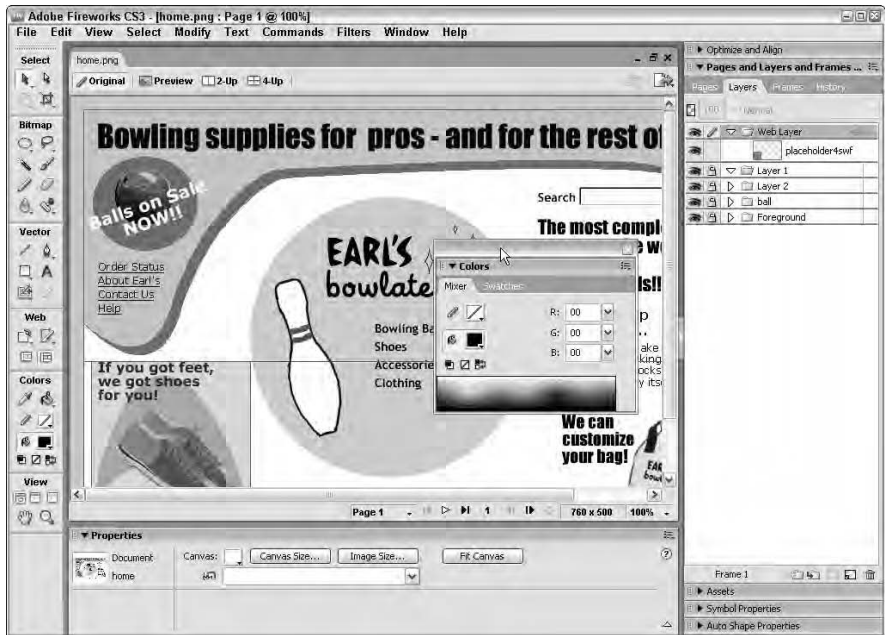 Adobe Fireworks CS3 - [home.png : Page 1 @ 100%]
File Edit View Select Modify Text Commands Filters Window Help
Select
Bitmap
Vector
Web
Colors
View
home.png
Original Preview 2-Up 4-Up
Bowling supplies for pros - and for the rest of
Balls on Sale
NOW!!
Order Status
About Earl's
Contact Us
Help
If you got feet,
we got shoes
for you!
EARL'S
bowlate
Bowling Ba
Shoes
Accessorie
Clothing
Search
The most compl
We can
customize
your bag!
Colors
Mixer Swatches
R: 00
G: 00
B: 00
Page 1 1 760 x 500 100%
Properties
Document
home
Canvas: Canvas Size... Image Size... Fit Canvas
Optimize and Align
Pages and Layers and Frames ...
Pages Layers Frames History
100 Normal
Web Layer
placeholder4swf
Layer 1
Layer 2
ball
Foreground
Frame 1
Assets
Symbol Properties
Auto Shape Properties